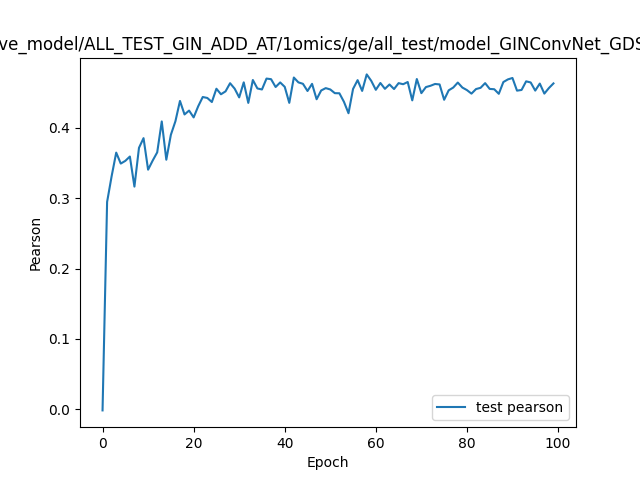 ve_model/ALL_TEST_GIN_ADD_AT/1omics/ge/all_test/model_GINConvNet_GDS
Pearson
0.4
0.3
0.2
0.1
0.0
test pearson
0 20 40 60 80 100
Epoch